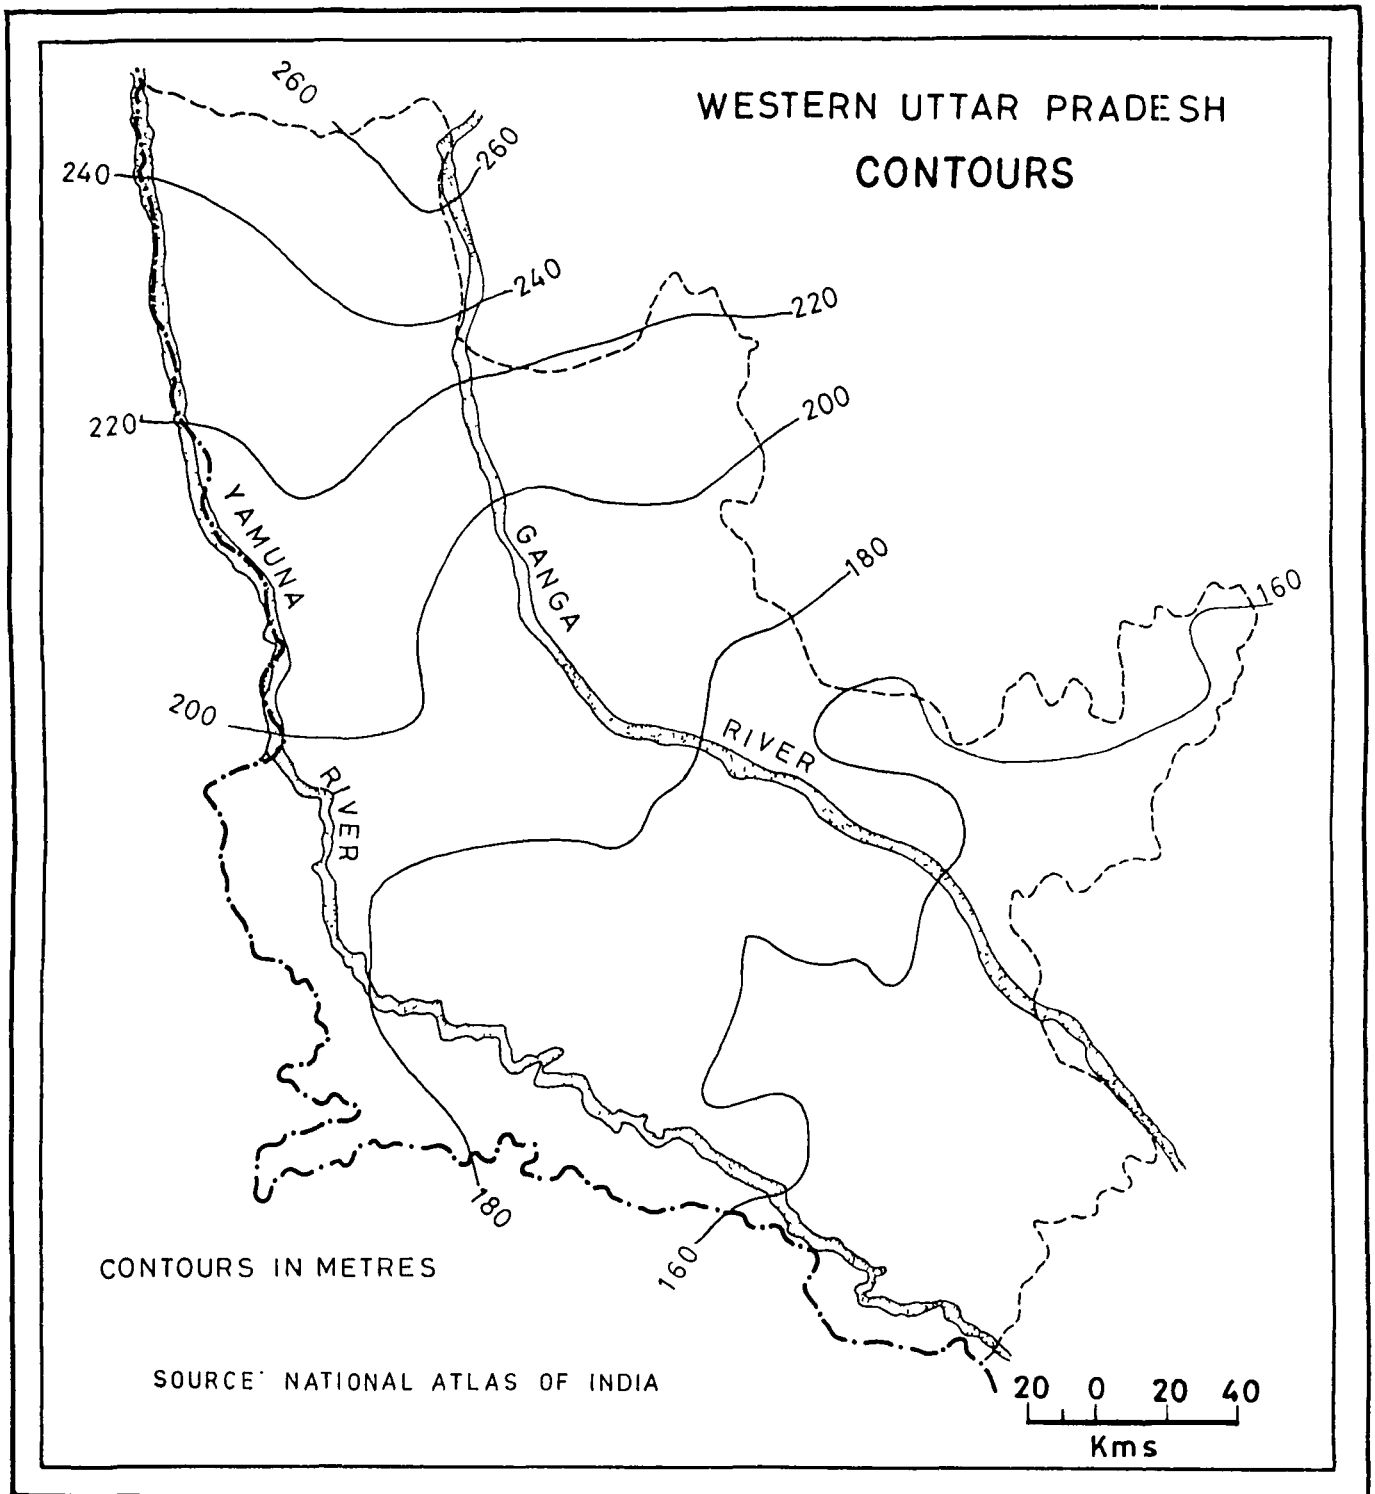 WESTERN UTTAR PRADESH
CONTOURS
260
260
240
240
220
220
200
YAMUNA
GANGA
180
160
200
RIVER
RIVER
180
160
CONTOURS IN METRES
SOURCE NATIONAL ATLAS OF INDIA
20 0 20 40
Kms